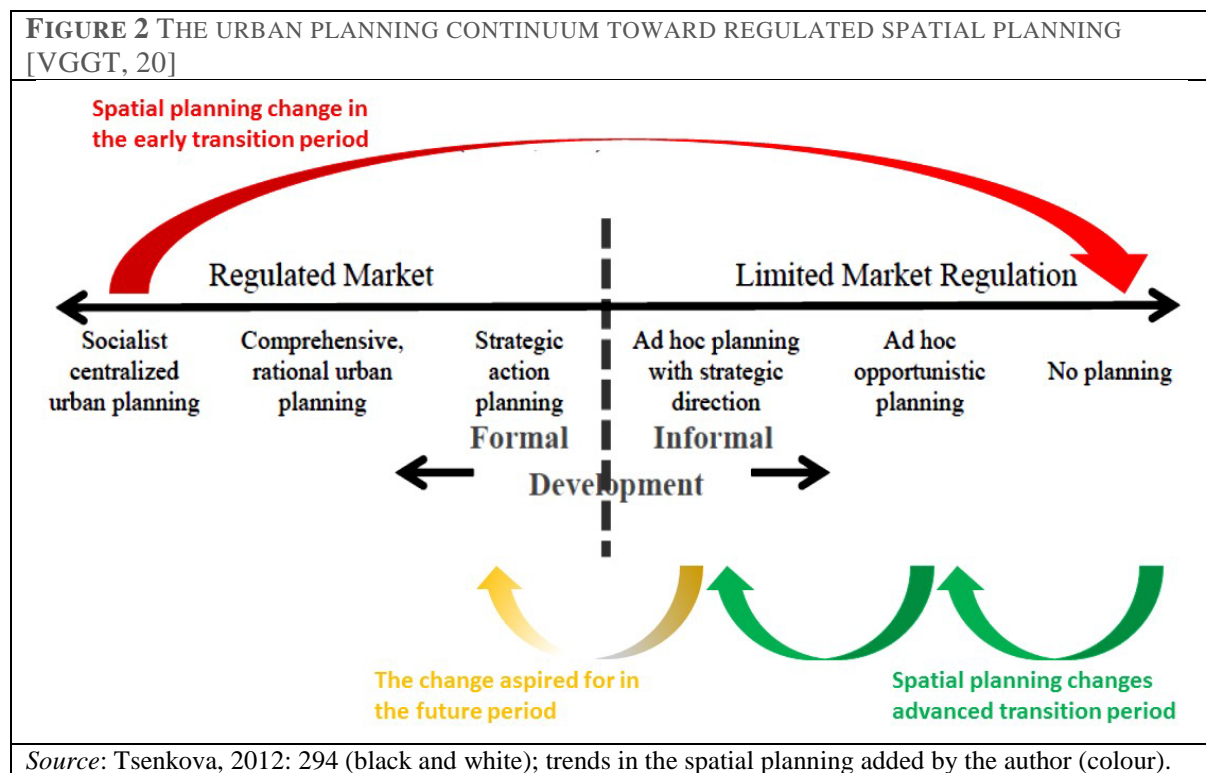 FIGURE 2 THE URBAN PLANNING CONTINUUM TOWARD REGULATED SPATIAL PLANNING
[VGGT, 20]
Spatial planning change in
the early transition period
Regulated Market
Limited Market Regulation
Socialist
centralized
urban planning
Comprehensive,
rational urban
planning
Strategic
action
planning
Ad hoc planning
with strategic
direction
Ad hoc
opportunistic
planning
No planning
Formal
Informal
Development
The change aspired for in
the future period
Spatial planning changes
advanced transition period
Source: Tsenkova, 2012: 294 (black and white); trends in the spatial planning added by the author (colour).